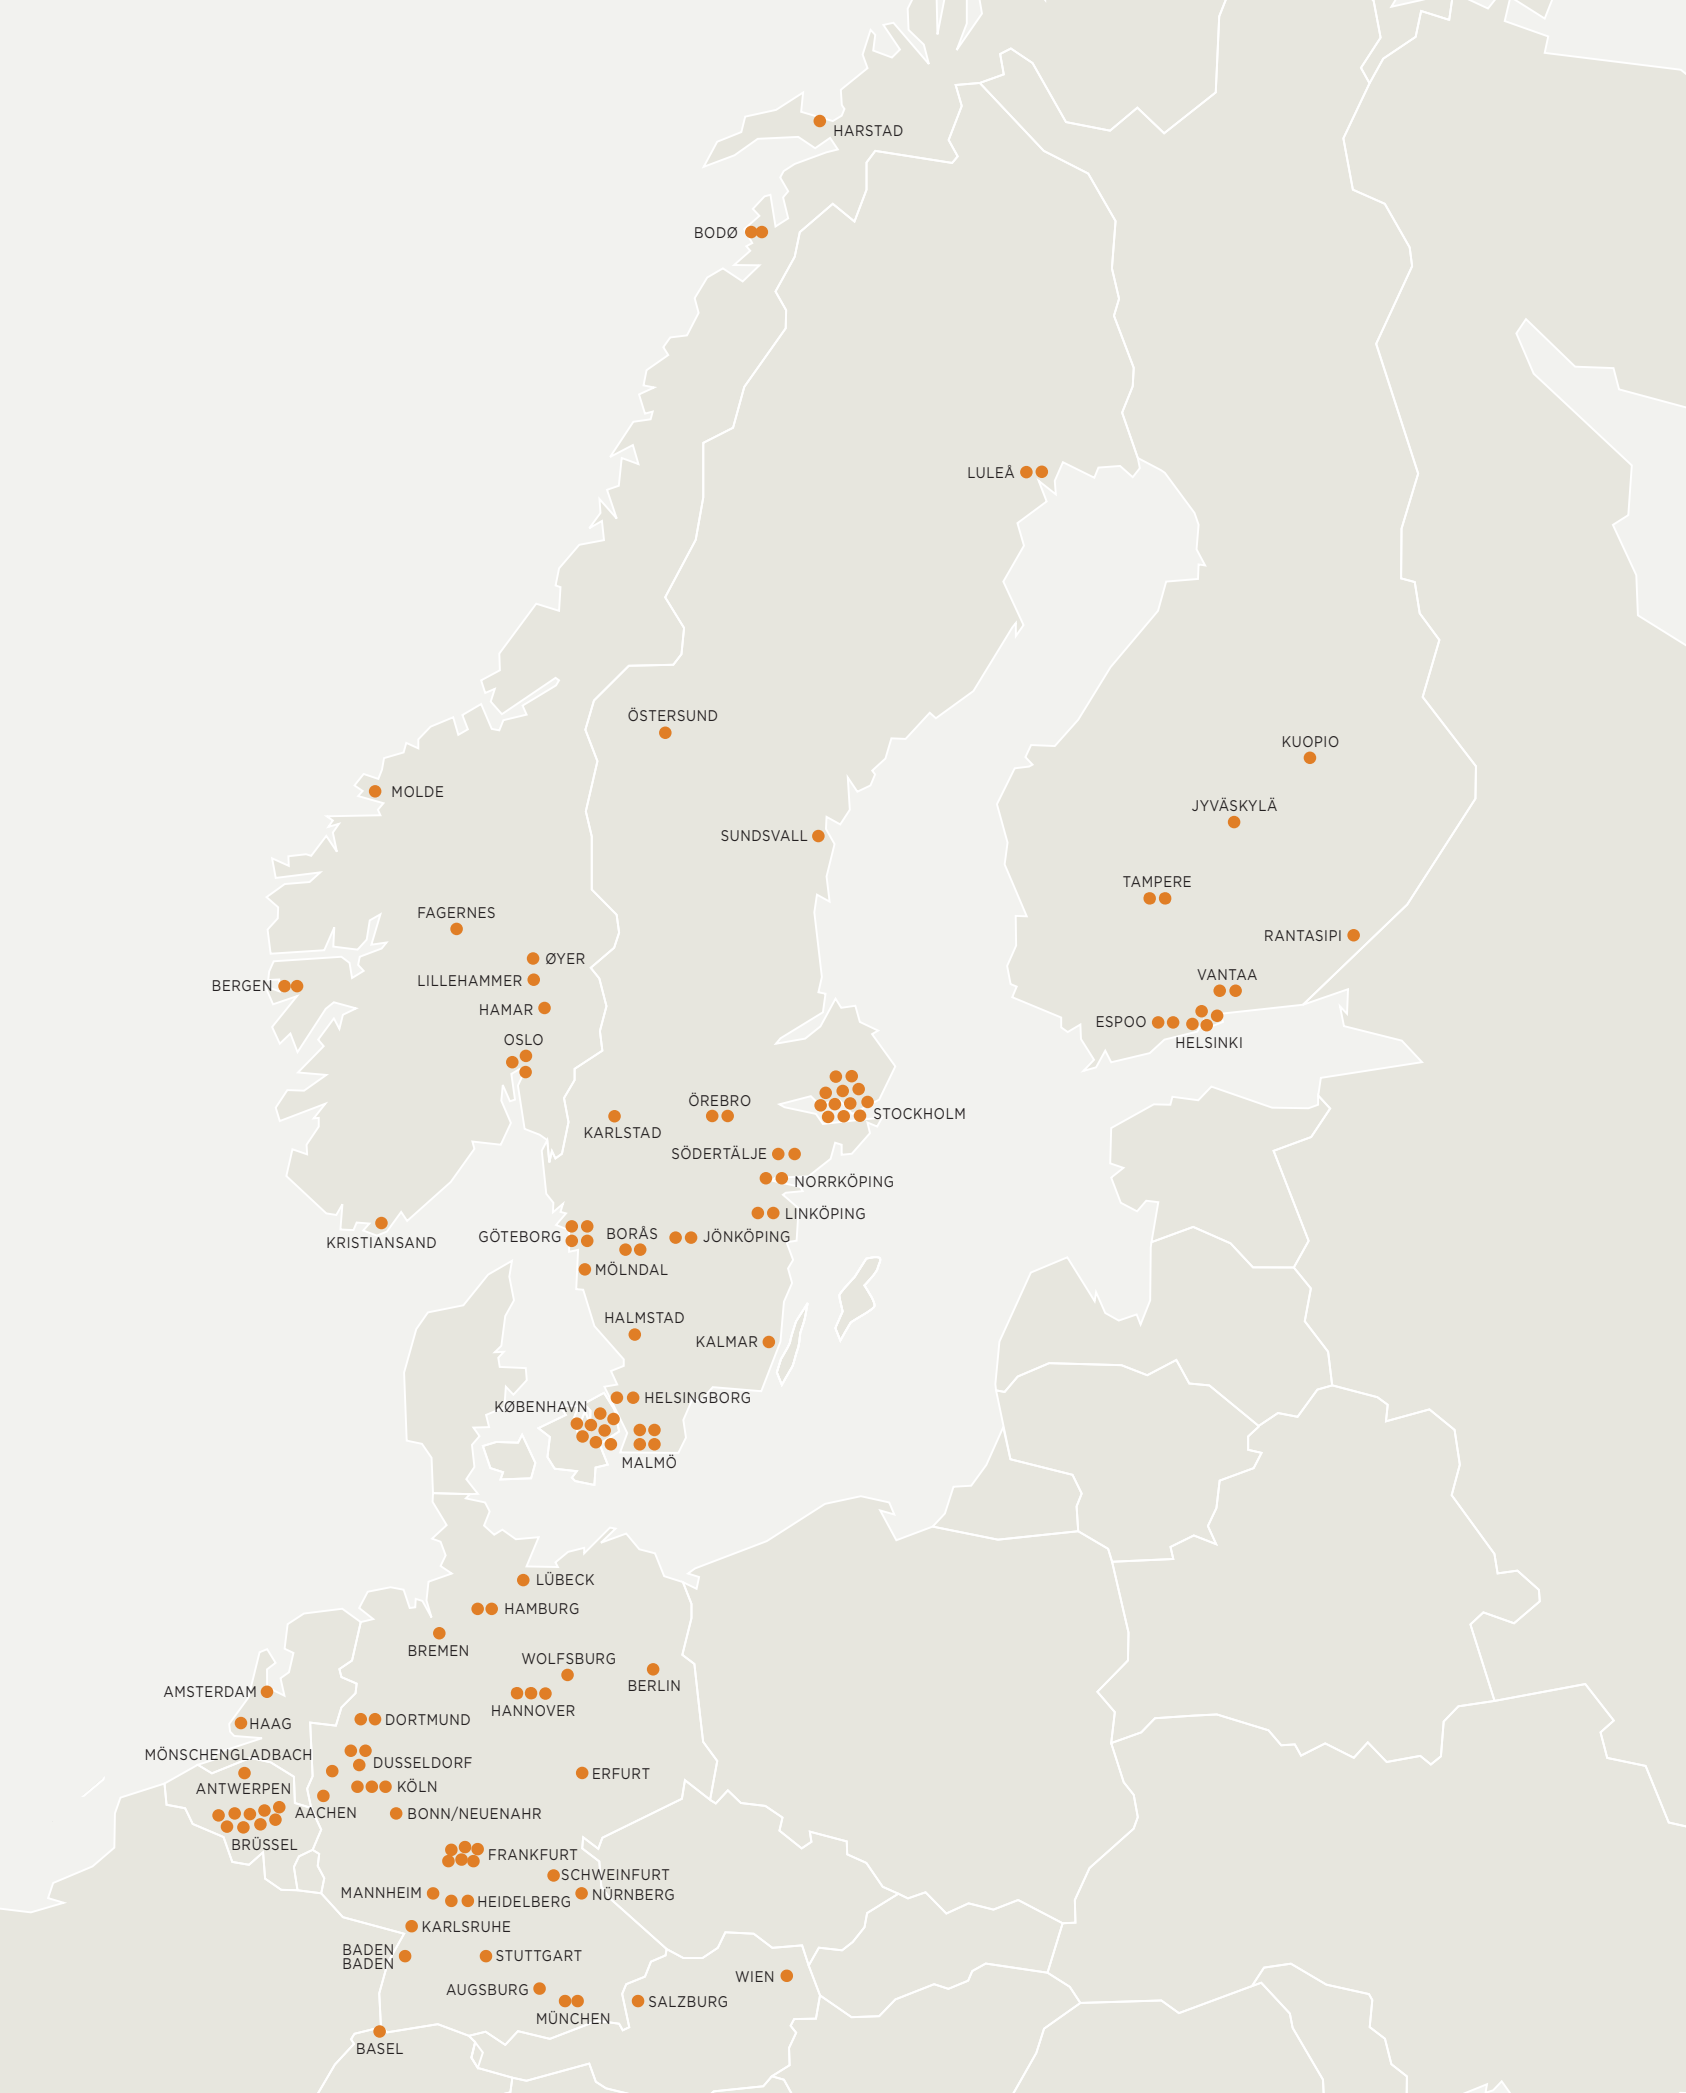 HARSTAD
BODØ
LULEÅ
ÖSTERSUND
KUOPIO
MOLDE
JYVÄSKYLÄ
SUNDSVALL
TAMPERE
FAGERNES
RANTASIPI
ØYER
VANTAA
LILLEHAMMER
BERGEN
HAMAR
ESPOO
OSLO
HELSINKI
ÖREBRO
STOCKHOLM
KARLSTAD
SÖDERTÄLJE
NORRKÖPING
LINKÖPING
BORÅS
GÖTEBORG
JÖNKÖPING
KRISTIANSAND
MÖLNDAL
HALMSTAD
KALMAR
HELSINGBORG
KØBENHAVN
MALMÖ
LÜBECK
HAMBURG
BREMEN
WOLFSBURG
BERLIN
AMSTERDAM
HANNOVER
DORTMUND
HAAG
MÖNSCHENGLADBACH
DUSSELDORF
ERFURT
ANTWERPEN
KÖLN
AACHEN
BONN/NEUENAHR
BRÜSSEL
FRANKFURT
SCHWEINFURT
MANNHEIM
NÜRNBERG
HEIDELBERG
KARLSRUHE
BADEN
BADEN
STUTTGART
WIEN
AUGSBURG
SALZBURG
MÜNCHEN
BASEL